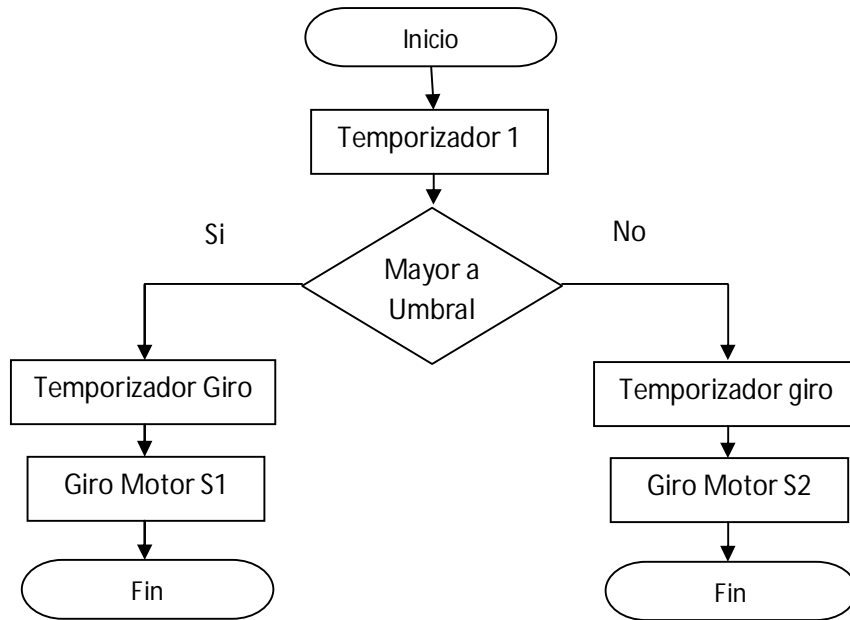 Inicio
Temporizador 1
Si
No
Mayor a
Umbral
Temporizador Giro
Temporizador giro
Giro Motor S1
Giro Motor S2
Fin
Fin